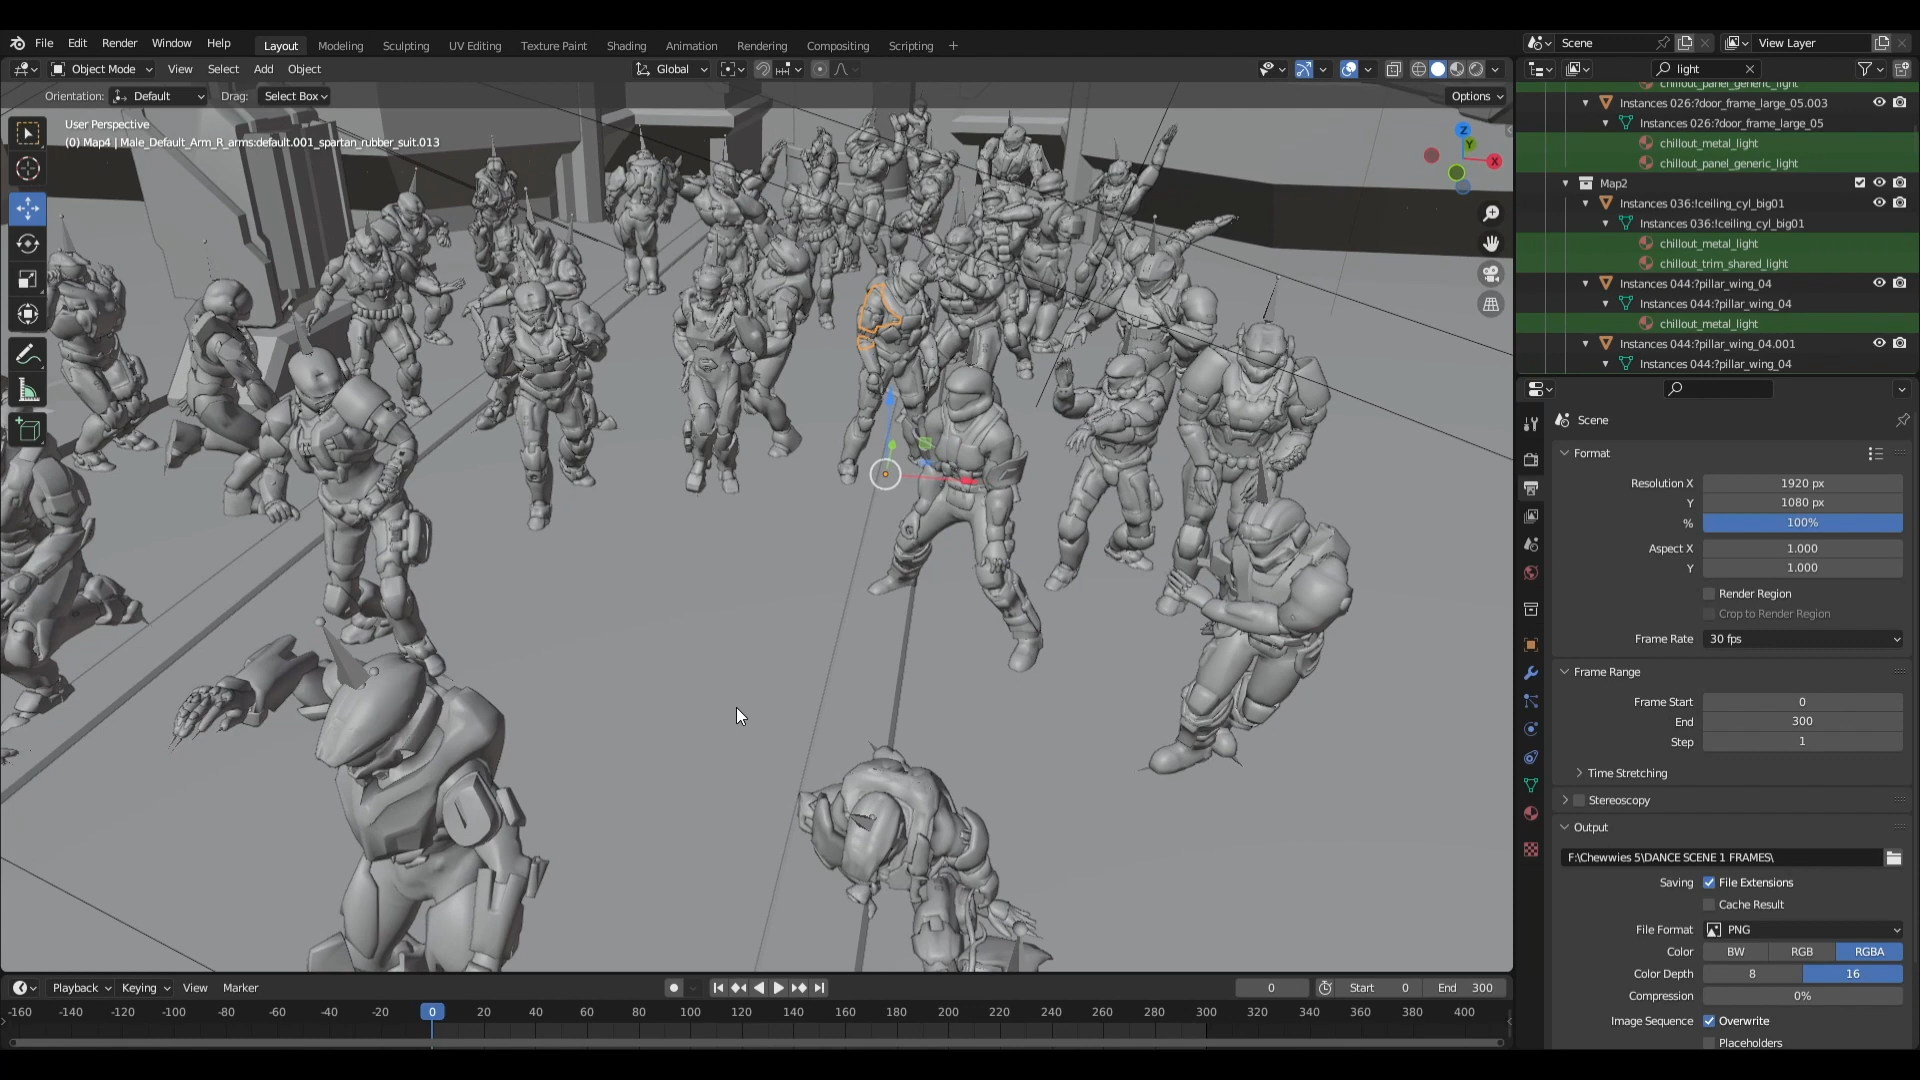 File Edit Render Window Help Layout Modeling Sculpting UV Editing Texture Paint Shading Animation Rendering Compositing Scripting + Scene View Layer
Object Mode View Select Add Object Global light
Orientation: Default Drag: Select Box Options
User Perspective
(0) Map4 | Male_Default_Arm_R_arms:default.001_spartan_rubber_suit.013
Z
Y
X
chillout_panel_generic_light
Instances 026:?door_frame_large_05.003
Instances 026:?door_frame_large_05
chillout_metal_light
chillout_panel_generic_light
Map2
Instances 036:!ceiling_cyl_big01
Instances 036:!ceiling_cyl_big01
chillout_metal_light
chillout_trim_shared_light
Instances 044:?pillar_wing_04
Instances 044:?pillar_wing_04
chillout_metal_light
Instances 044:?pillar_wing_04.001
Instances 044:?pillar_wing_04
Scene
Format
Resolution X 1920 px
Y 1080 px
% 100%
Aspect X 1.000
Y 1.000
Render Region
Crop to Render Region
Frame Rate 30 fps
Frame Range
Frame Start 0
End 300
Step 1
Time Stretching
Stereoscopy
Output
F:\Chewwies 5\DANCE SCENE 1 FRAMES\
Saving File Extensions
Cache Result
File Format PNG
Color BW RGB RGBA
Color Depth 8 16
Compression 0%
Image Sequence Overwrite
Placeholders
Playback Keying View Marker 0 Start 0 End 300
-160 -140 -120 -100 -80 -60 -40 -20 0 20 40 60 80 100 120 140 160 180 200 220 240 260 280 300 320 340 360 380 400